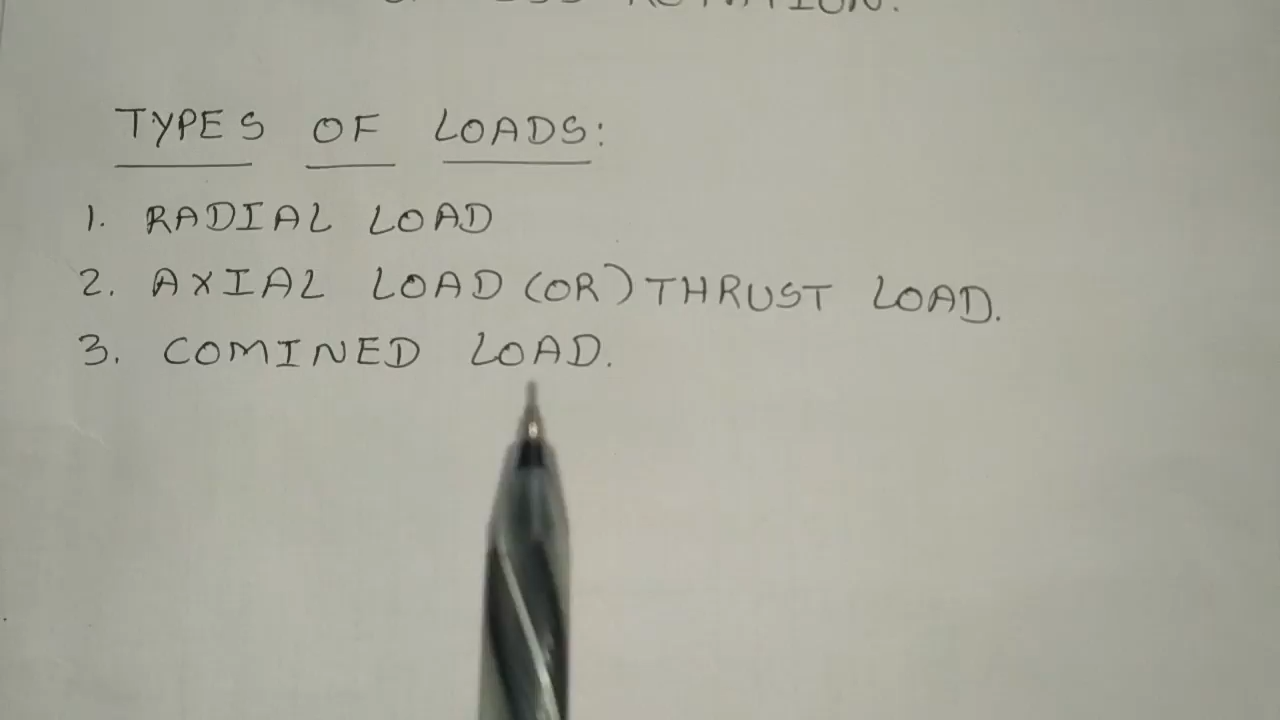 TYPES OF LOADS:
1. RADIAL LOAD
2. AXIAL LOAD (OR) THRUST LOAD.
3. COMINED LOAD.